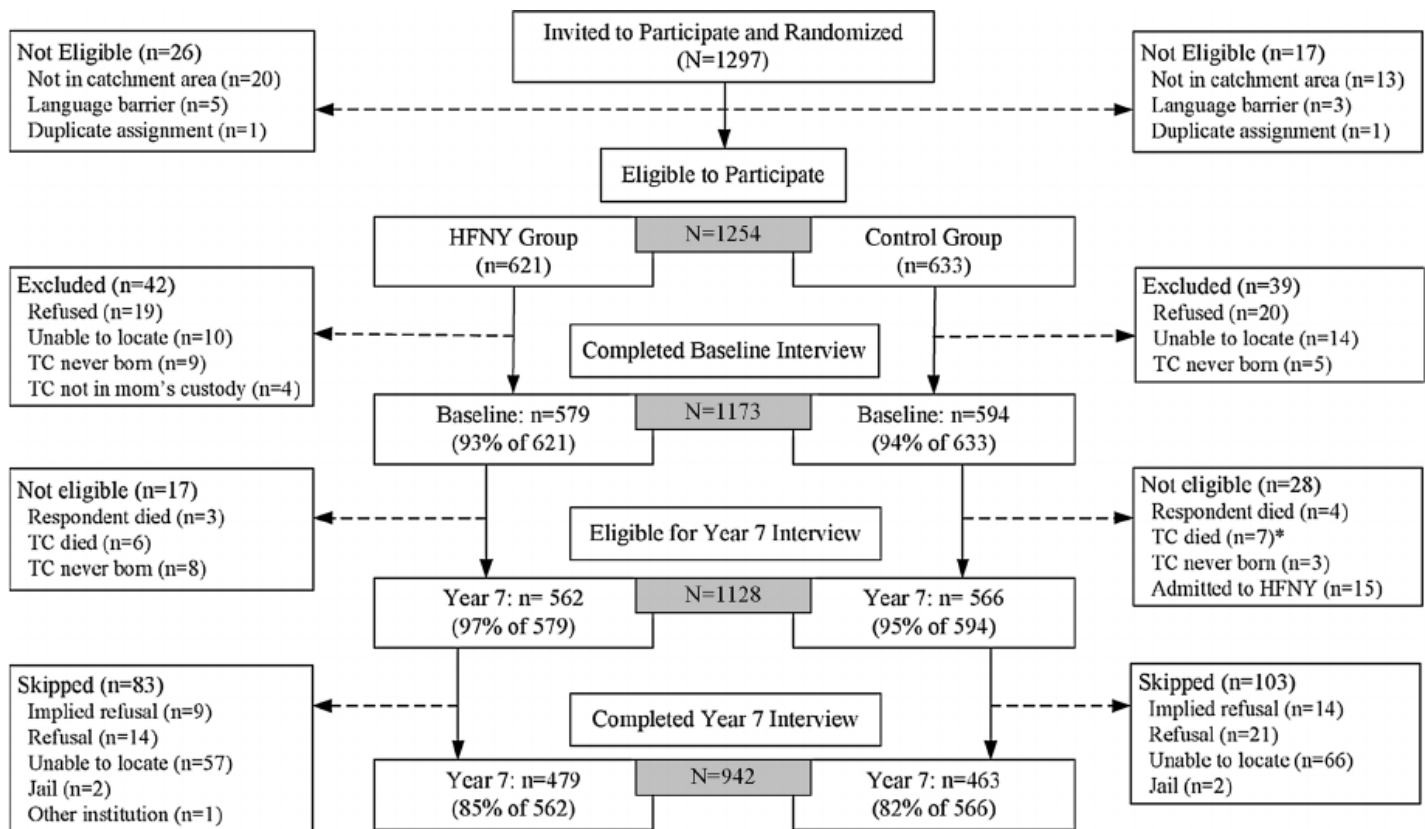 Invited to Participate and Randomized
(N=1297)
Not Eligible (n=26)
Not in catchment area (n=20)
Language barrier (n=5)
Duplicate assignment (n=1)
Not Eligible (n=17)
Not in catchment area (n=13)
Language barrier (n=3)
Duplicate assignment (n=1)
Eligible to Participate
HFNY Group
(n=621)
N=1254
Control Group
(n=633)
Excluded (n=42)
Refused (n=19)
Unable to locate (n=10)
TC never born (n=9)
TC not in mom's custody (n=4)
Excluded (n=39)
Refused (n=20)
Unable to locate (n=14)
TC never born (n=5)
Completed Baseline Interview
Baseline: n=579
(93% of 621)
N=1173
Baseline: n=594
(94% of 633)
Not eligible (n=17)
Respondent died (n=3)
TC died (n=6)
TC never born (n=8)
Not eligible (n=28)
Respondent died (n=4)
TC died (n=7)*
TC never born (n=3)
Admitted to HFNY (n=15)
Eligible for Year 7 Interview
Year 7: n= 562
(97% of 579)
N=1128
Year 7: n=566
(95% of 594)
Skipped (n=83)
Implied refusal (n=9)
Refusal (n=14)
Unable to locate (n=57)
Jail (n=2)
Other institution (n=1)
Skipped (n=103)
Implied refusal (n=14)
Refusal (n=21)
Unable to locate (n=66)
Jail (n=2)
Completed Year 7 Interview
Year 7: n=479
(85% of 562)
N=942
Year 7: n=463
(82% of 566)